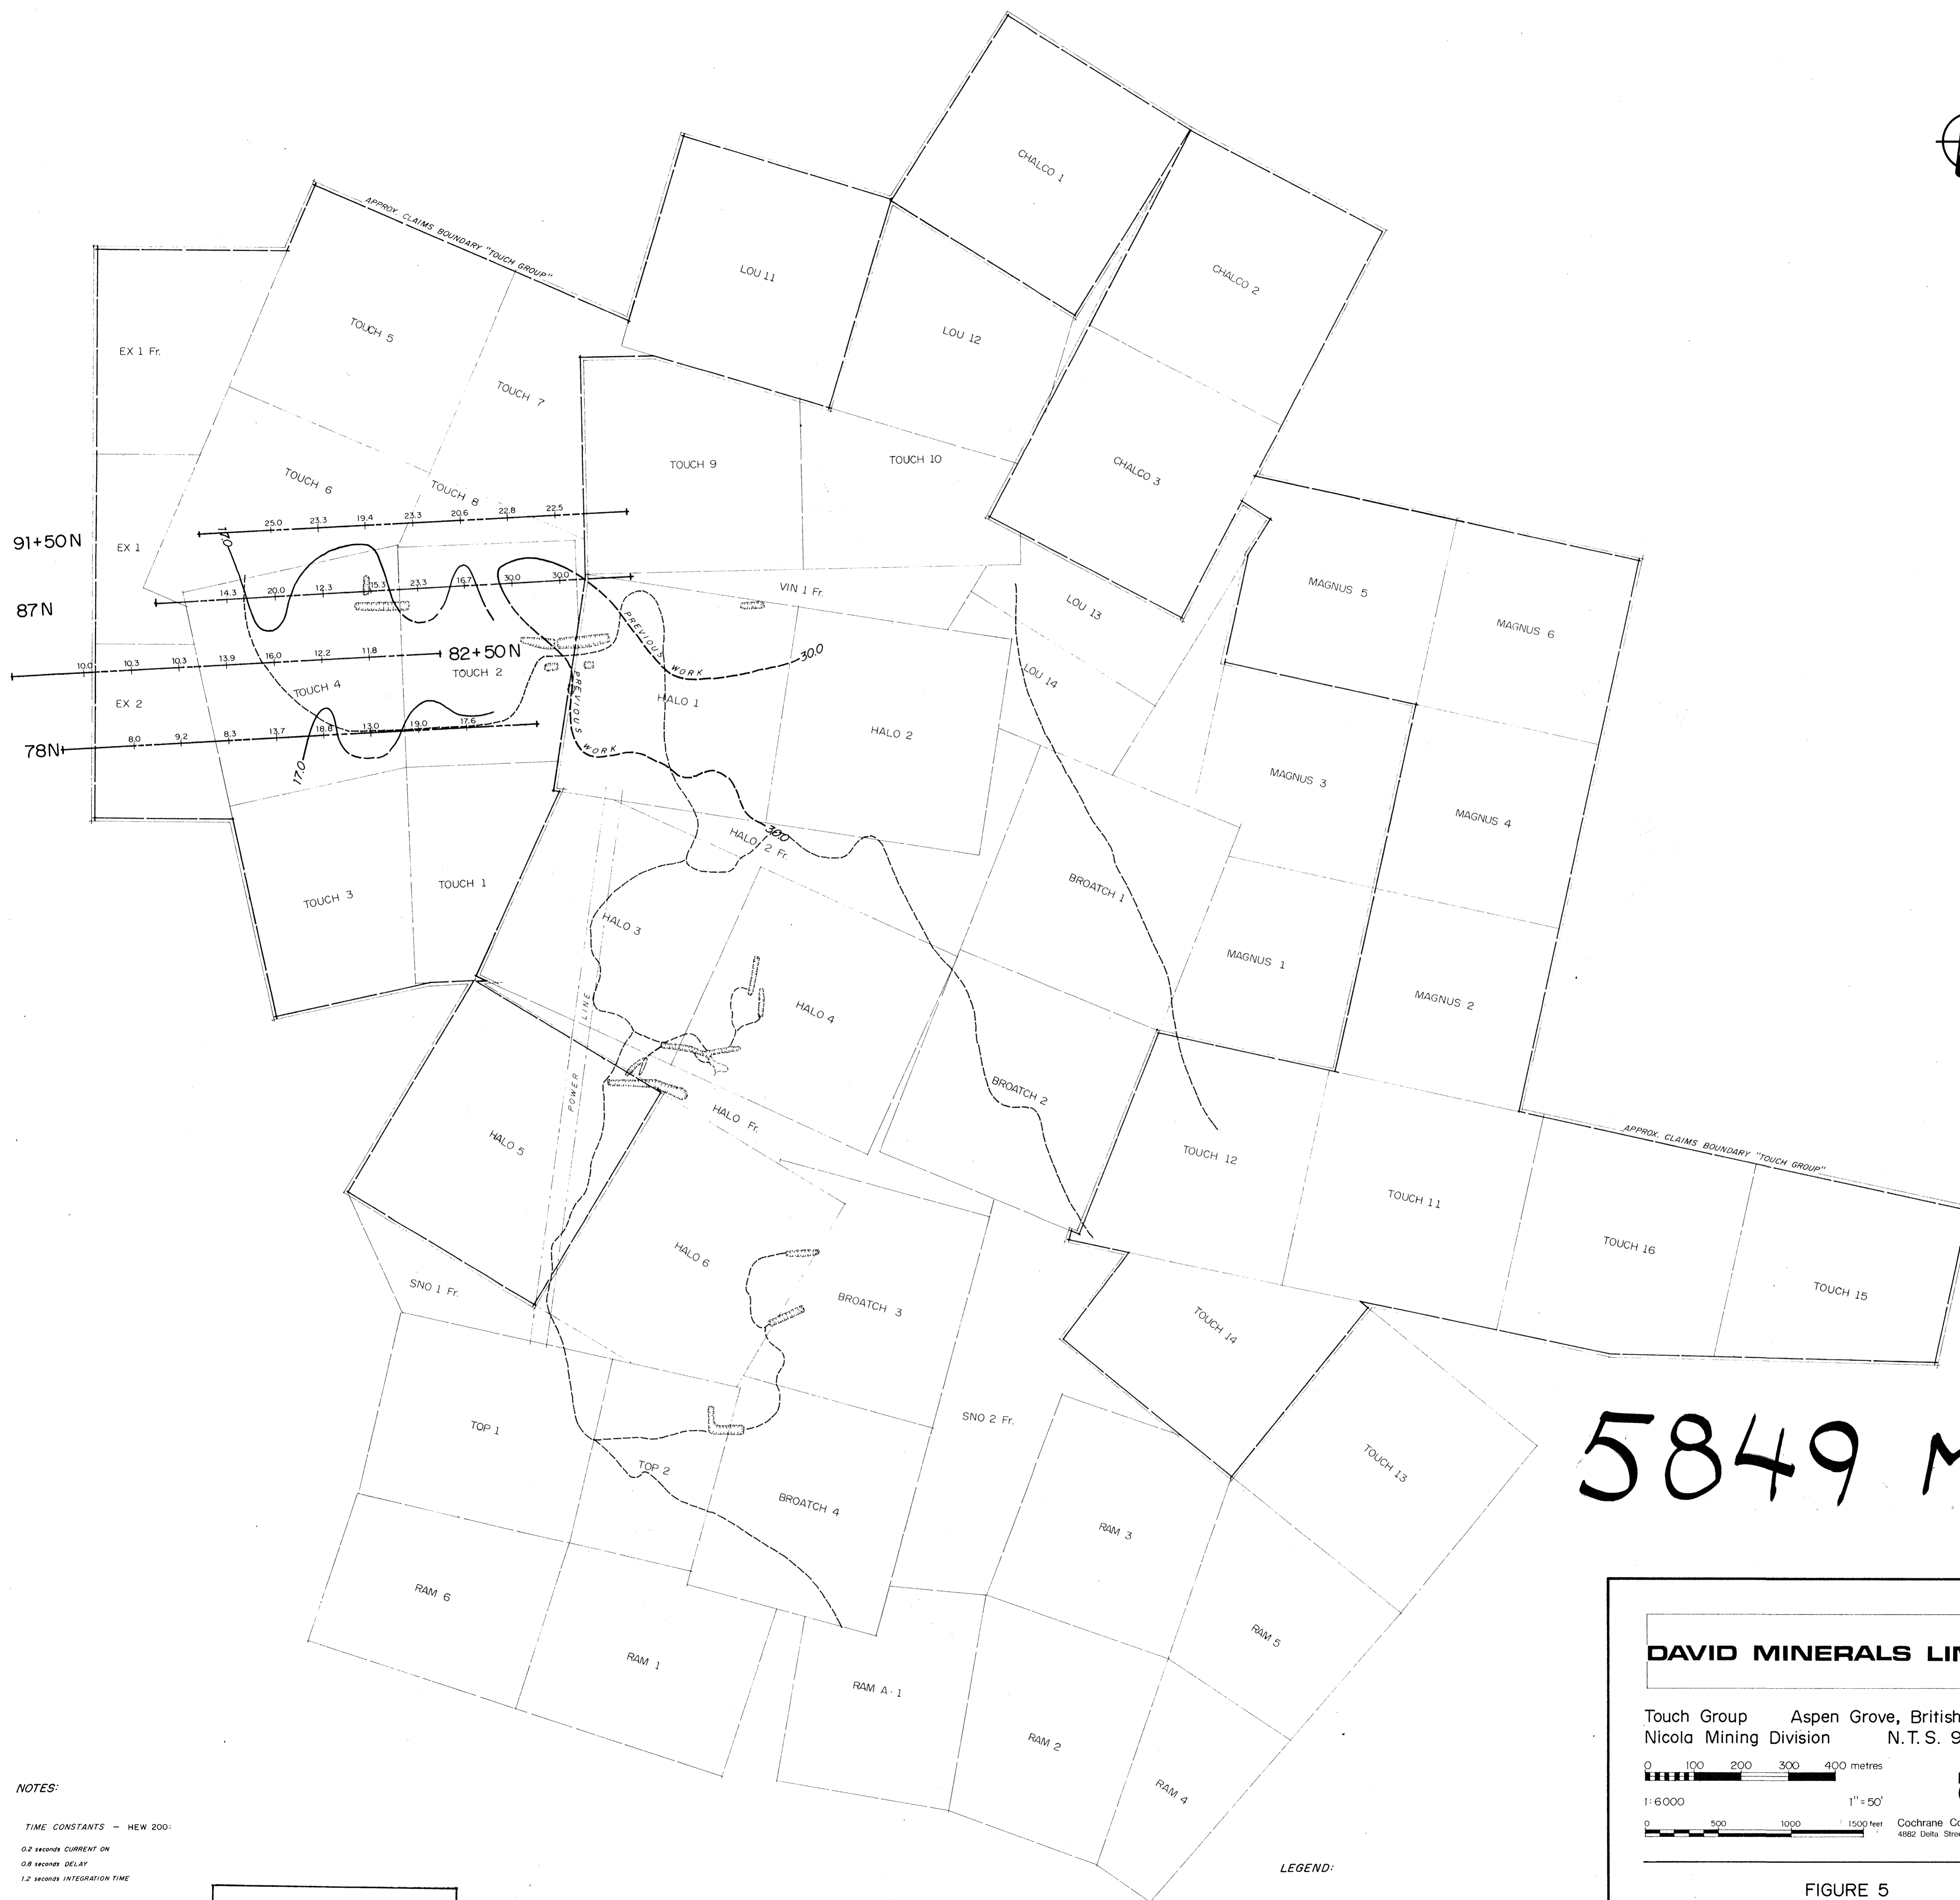 CHALCO 1
APPROX. CLAIMS BOUNDARY "TOUCH GROUP"
LOU 11
CHALCO 2
LOU 12
TOUCH 5
EX 1 Fr.
TOUCH 7
TOUCH 9
TOUCH 10
CHALCO 3
TOUCH 6
TOUCH 8
17.0
25.0 23.3 19.4 23.3 20.6 22.8 22.5
91+50N
EX 1
VIN 1 Fr.
MAGNUS 5
14.3 20.0 12.3 15.3 23.3 16.7 30.0 30.0
87N
LOU 13
MAGNUS 6
PREVIOUS WORK
30.0
10.0 10.3 10.3 13.9 16.0 12.2 11.8
82+50N
TOUCH 2
LOU 14
TOUCH 4
EX 2
HALO 1
PREVIOUS WORK
HALO 2
8.0 9.2 8.3 13.7 18.8 13.0 19.0 17.6
78N
17.0
MAGNUS 3
MAGNUS 4
30.0
HALO 2 Fr.
TOUCH 3
TOUCH 1
BROATCH 1
HALO 3
MAGNUS 1
MAGNUS 2
HALO 4
POWER LINE
BROATCH 2
HALO Fr.
HALO 5
TOUCH 12
APPROX. CLAIMS BOUNDARY "TOUCH GROUP"
TOUCH 11
TOUCH 16
TOUCH 15
HALO 6
SNO 1 Fr.
BROATCH 3
TOUCH 14
SNO 2 Fr.
TOP 1
TOP 2
TOUCH 13
5849 M
BROATCH 4
RAM 3
RAM 6
RAM 5
RAM 1
RAM A-1
RAM 2
RAM 4
DAVID MINERALS LIM
Touch Group Aspen Grove, British
Nicola Mining Division N.T.S. 9
0 100 200 300 400 metres
1:6000 1" = 50'
0 500 1000 1500 feet
Cochrane Co
4882 Delta Stree
FIGURE 5
NOTES:
TIME CONSTANTS — HEW 200:
0.2 seconds CURRENT ON
0.8 seconds DELAY
1.2 seconds INTEGRATION TIME
LEGEND: